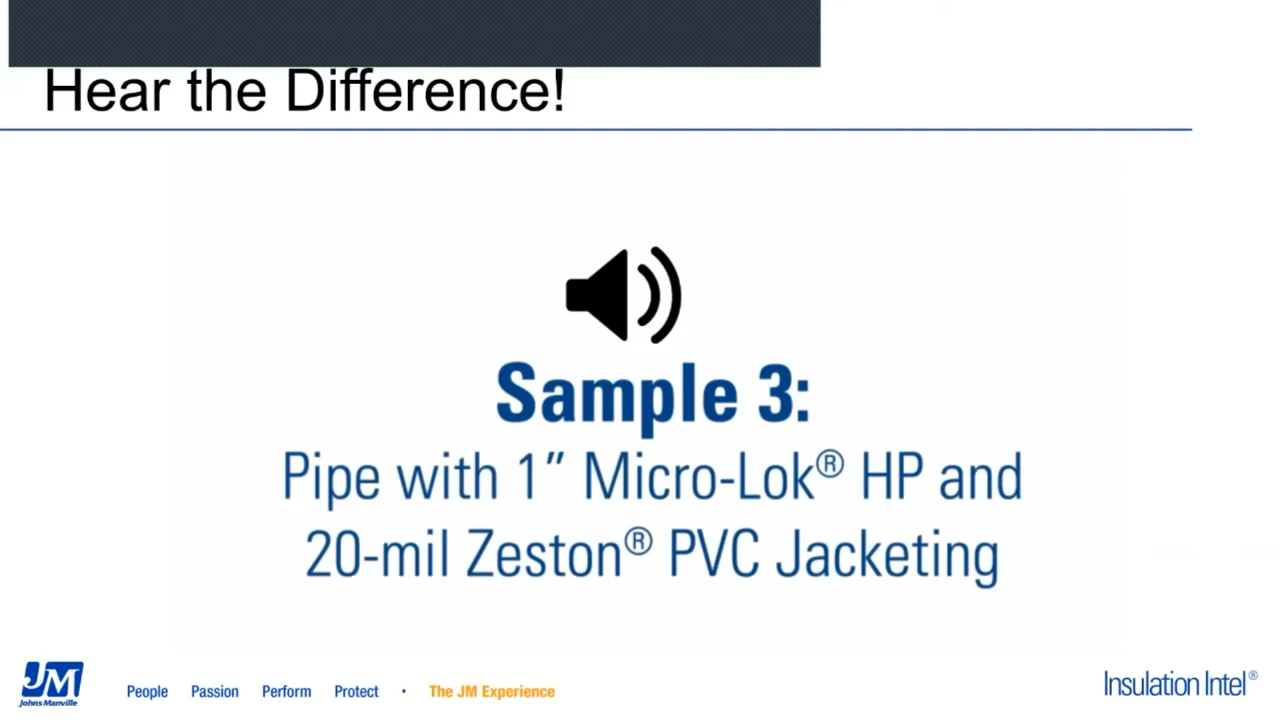 Hear the Difference!
Sample 3:
Pipe with 1” Micro-Lok® HP and
20-mil Zeston® PVC Jacketing
JM
Johns Manville
People Passion Perform Protect • The JM Experience
Insulation Intel®